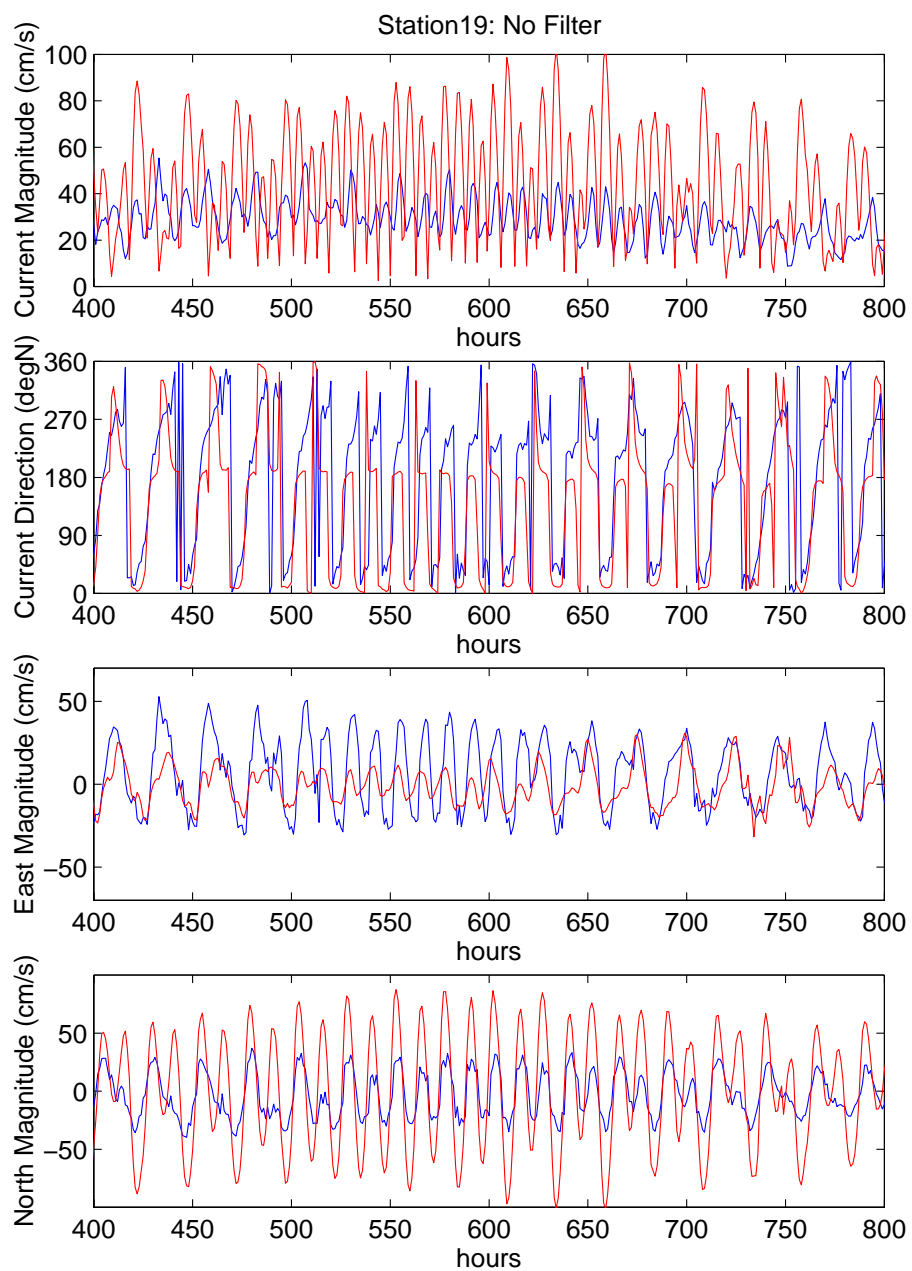 Station19: No Filter
Current Magnitude (cm/s)
100
80
60
40
20
0
400 450 500 550 600 650 700 750 800
hours
Current Direction (degN)
360
270
180
90
0
400 450 500 550 600 650 700 750 800
hours
East Magnitude (cm/s)
50
0
−50
400 450 500 550 600 650 700 750 800
hours
North Magnitude (cm/s)
50
0
−50
400 450 500 550 600 650 700 750 800
hours